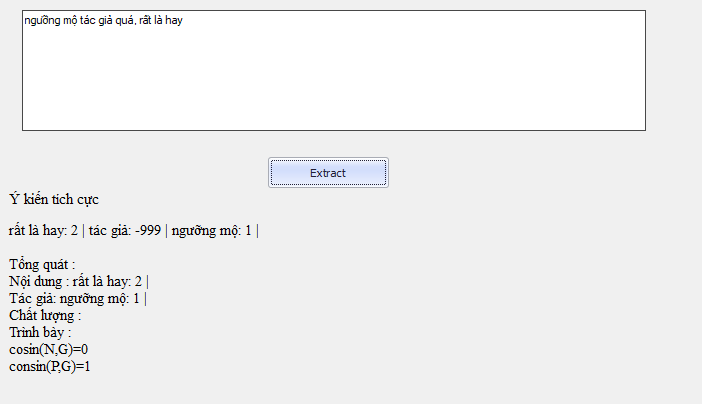 ngưỡng mộ tác giả quá, rất là hay
Extract
Ý kiến tich cực
rất là hay: 2 | tác giả: -999 | ngưỡng mộ: 1 |
Tổng quát :
Nội dung : rất là hay: 2 |
Tác giả: ngưỡng mộ: 1 |
Chất lượng :
Trình bày :
cosin(N,G)=0
consin(P,G)=1